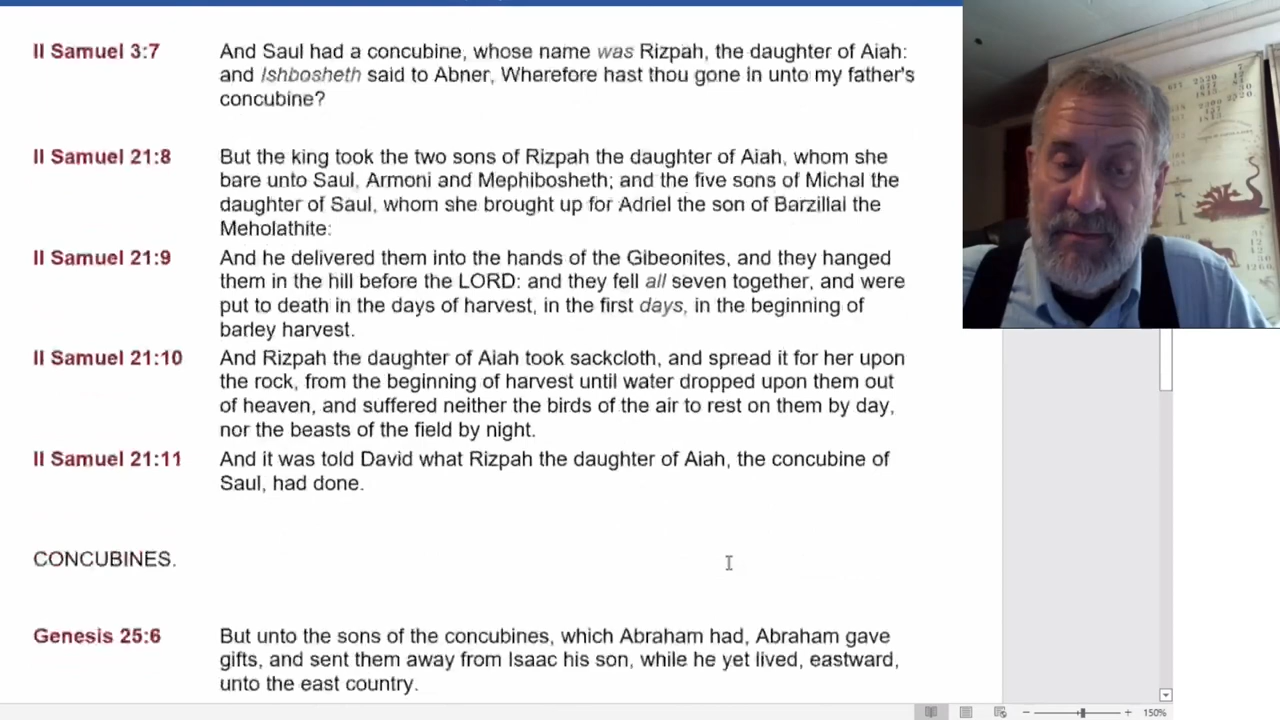 II Samuel 3:7 And Saul had a concubine, whose name was Rizpah, the daughter of Aiah:
and Ishbosheth said to Abner, Wherefore hast thou gone in unto my father's
concubine?
II Samuel 21:8 But the king took the two sons of Rizpah the daughter of Aiah, whom she
bare unto Saul, Armoni and Mephibosheth; and the five sons of Michal the
daughter of Saul, whom she brought up for Adriel the son of Barzillai the
Meholathite:
II Samuel 21:9 And he delivered them into the hands of the Gibeonites, and they hanged
them in the hill before the LORD: and they fell all seven together, and were
put to death in the days of harvest, in the first days, in the beginning of
barley harvest.
II Samuel 21:10 And Rizpah the daughter of Aiah took sackcloth, and spread it for her upon
the rock, from the beginning of harvest until water dropped upon them out
of heaven, and suffered neither the birds of the air to rest on them by day,
nor the beasts of the field by night.
II Samuel 21:11 And it was told David what Rizpah the daughter of Aiah, the concubine of
Saul, had done.
CONCUBINES.
Genesis 25:6 But unto the sons of the concubines, which Abraham had, Abraham gave
gifts, and sent them away from Isaac his son, while he yet lived, eastward,
unto the east country.
150%
2520
2520
1260